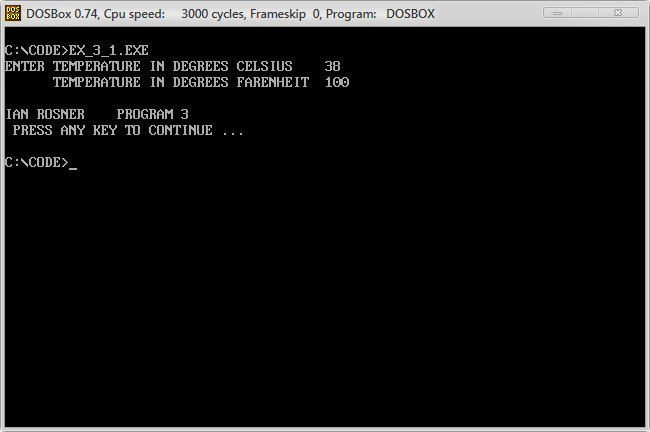 DOSBox 0.74, Cpu speed: 3000 cycles, Frameskip 0, Program: DOSBOX
C:\CODE>EX_3_1.EXE
ENTER TEMPERATURE IN DEGREES CELSIUS 38
TEMPERATURE IN DEGREES FARENHEIT 100
IAN ROSNER PROGRAM 3
PRESS ANY KEY TO CONTINUE ...
C:\CODE>_